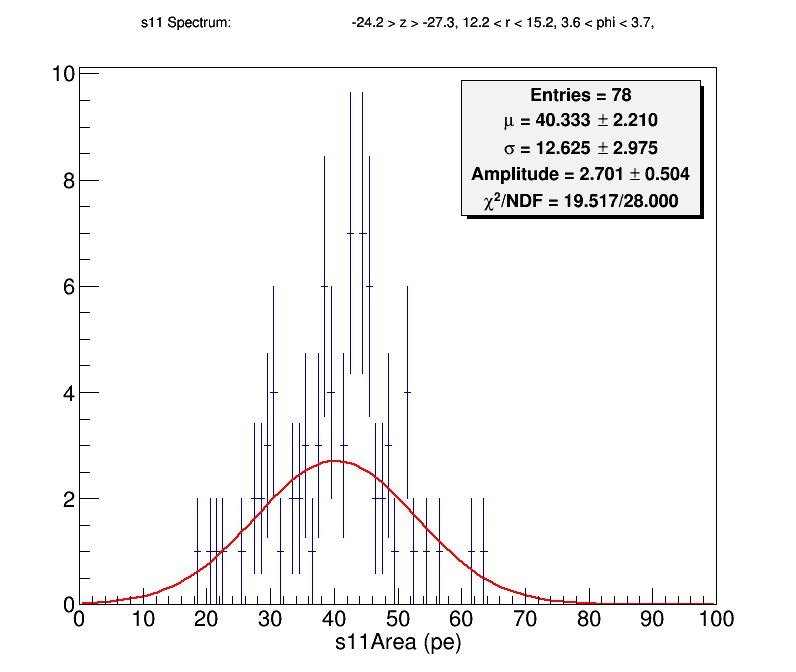 s11 Spectrum: -24.2 > z > -27.3, 12.2 < r < 15.2, 3.6 < phi < 3.7,
Entries = 78
μ = 40.333 ± 2.210
σ = 12.625 ± 2.975
Amplitude = 2.701 ± 0.504
χ²/NDF = 19.517/28.000
10
8
6
4
2
0
0 10 20 30 40 50 60 70 80 90 100
s11Area (pe)